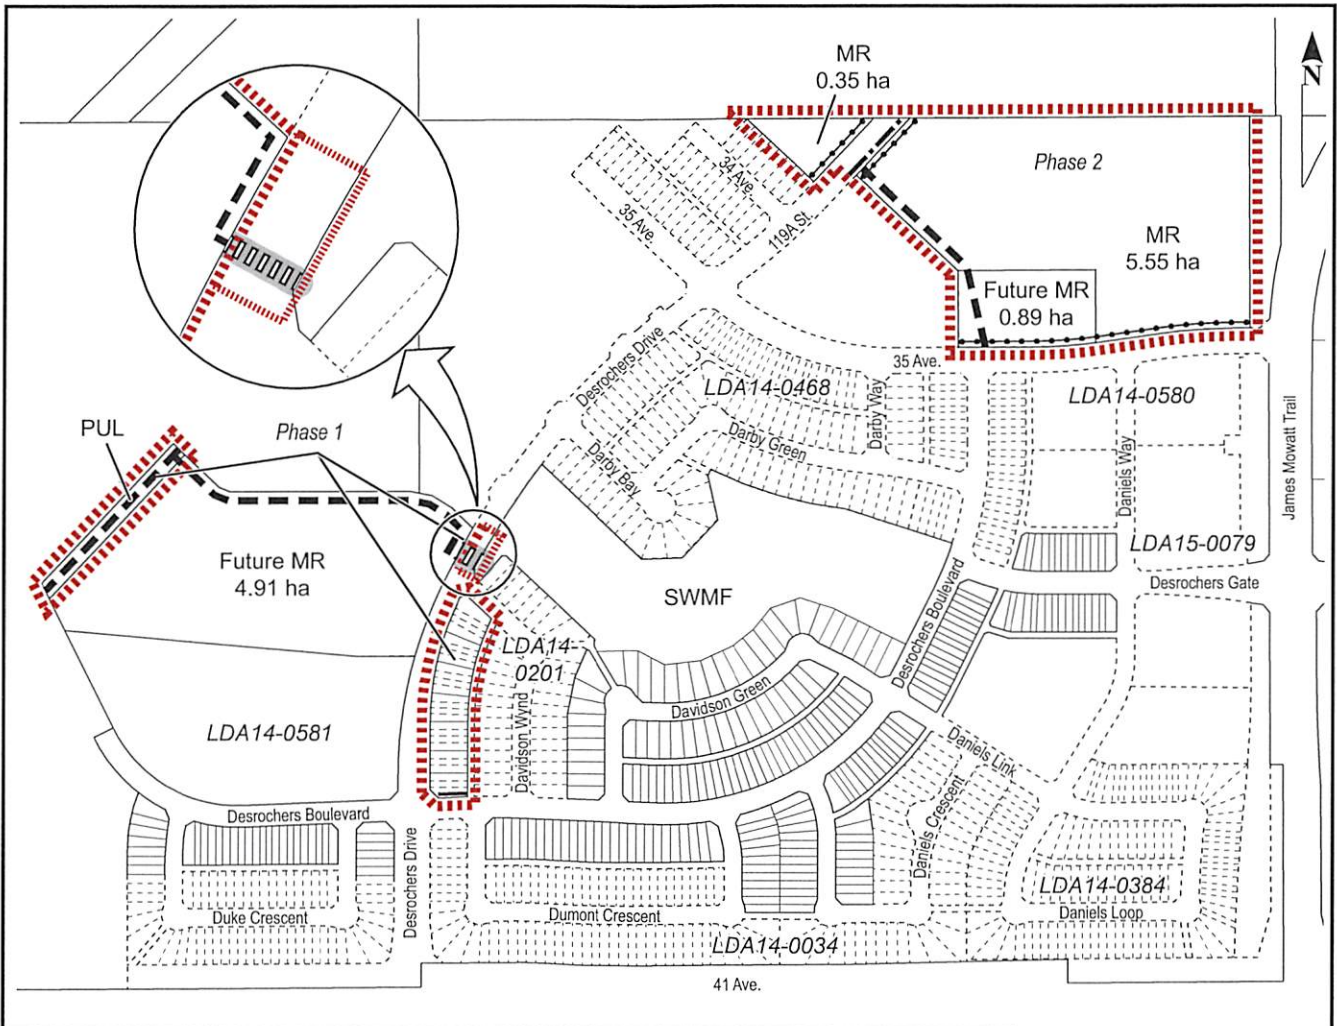 MR
0.35 ha
N
Phase 2
34 Ave.
35 Ave.
119A St.
MR
5.55 ha
Future MR
0.89 ha
Desrochers Drive
35 Ave.
LDA14-0468
Darby Way
LDA14-0580
PUL
Phase 1
Darby Green
Darby Bay
Daniels Way
James Mowatt Trail
LDA15-0079
Future MR
4.91 ha
SWMF
Desrochers Gate
Desrochers Boulevard
LDA14-
0201
Davidson Green
LDA14-0581
Davidson Wynd
Daniels Link
Desrochers Boulevard
Desrochers Drive
Daniels Crescent
LDA14-0384
Duke Crescent
Dumont Crescent
Daniels Loop
LDA14-0034
41 Ave.